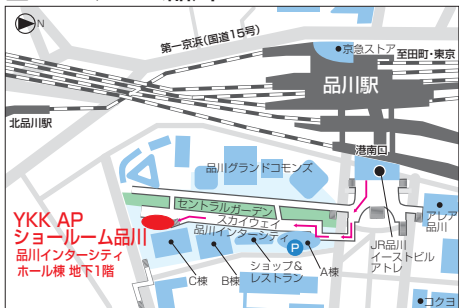 N
第一京浜(国道15号)
京急ストア
至田町・東京
品川駅
北品川駅
港南口
品川グランドコモンズ
セントラルガーデン
スカイウェイ
品川インターシティ
アレア
品川
YKK AP
ショールーム品川
品川インターシティ
ホール棟 地下1階
P
JR品川
イーストビル
アトレ
C棟
B棟
ショップ&
レストラン
A棟
コクヨ